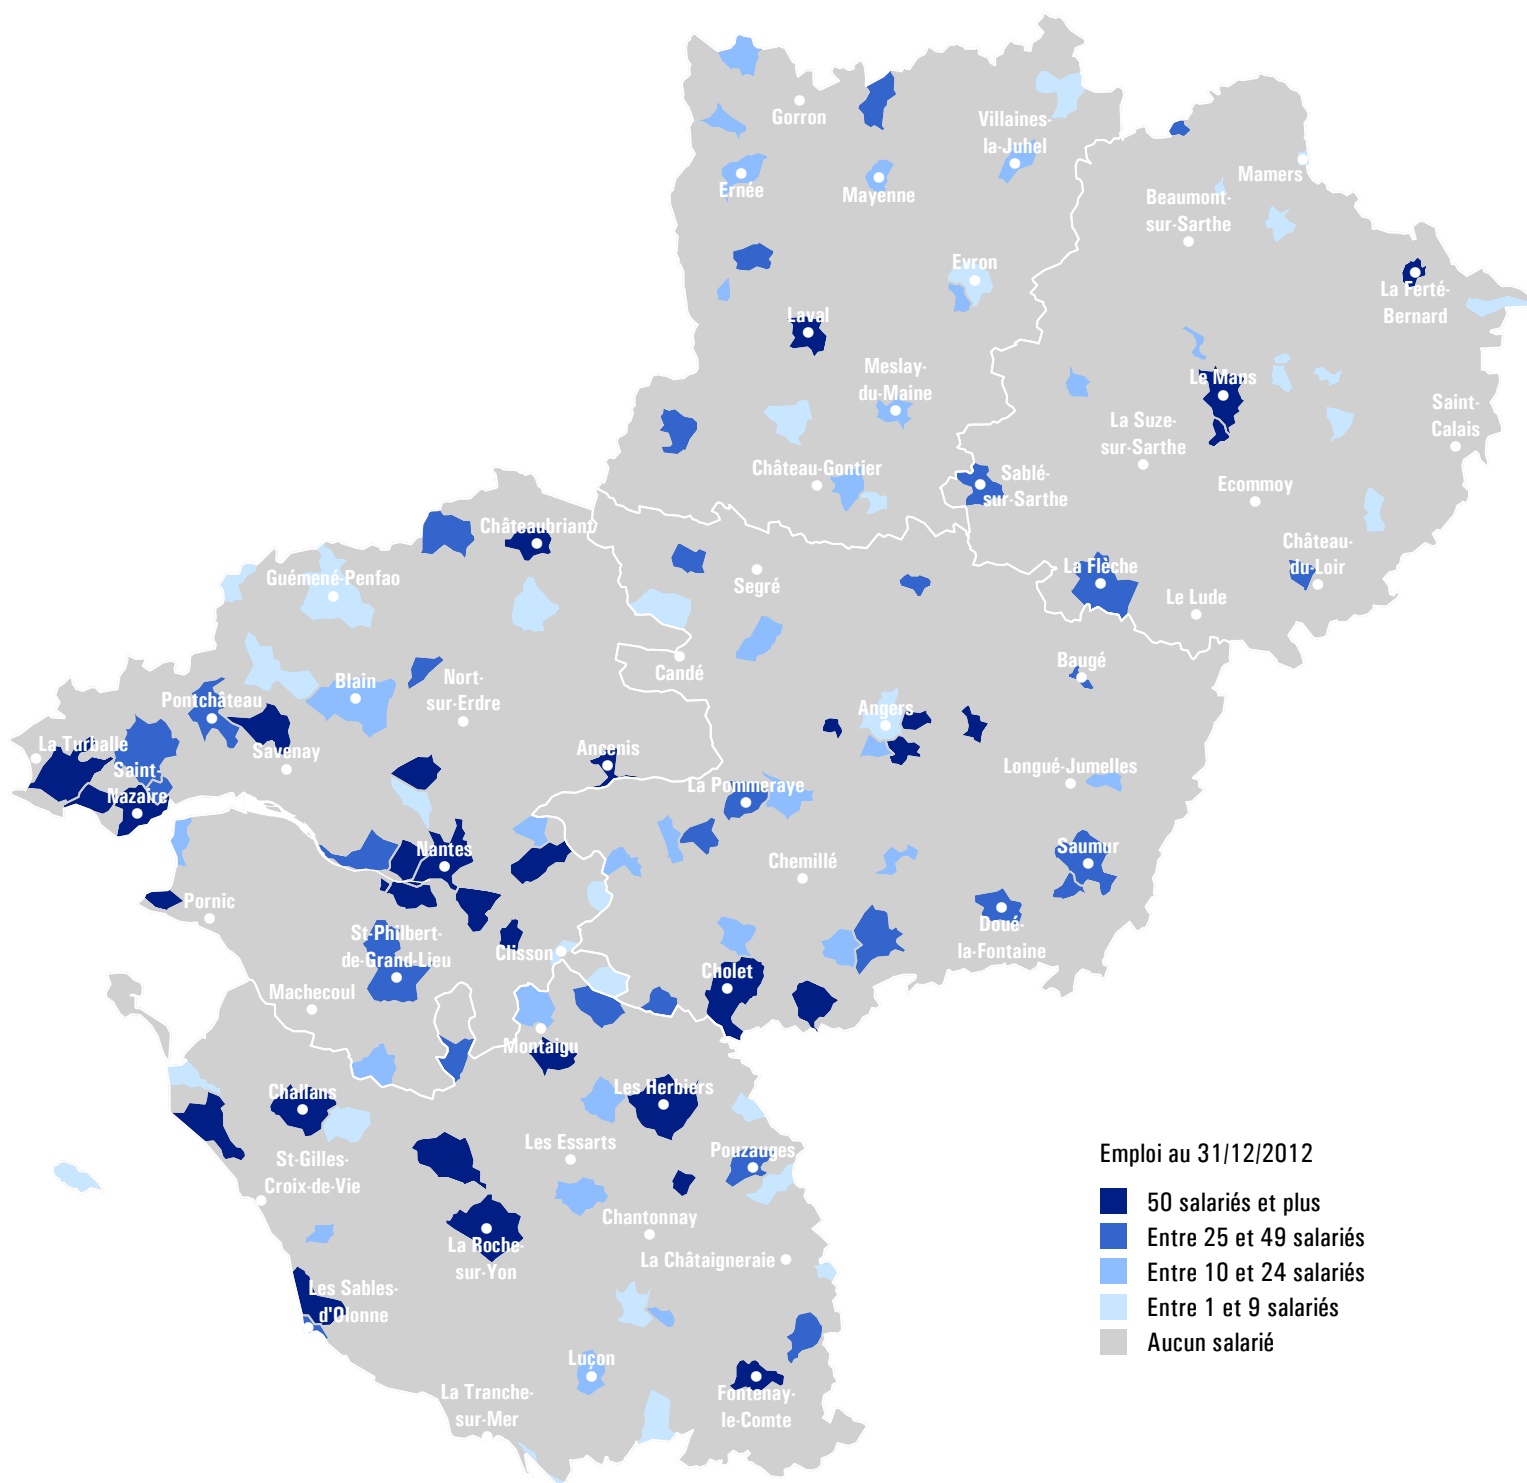 Gorron
Villaines-
la-Juhel
Ernée
Mayenne
Mamers
Beaumont-
sur-Sarthe
Evron
La Ferté-
Bernard
Laval
Meslay-
du-Maine
Le Mans
Saint-
Calais
La Suze-
sur-Sarthe
Château-Gontier
Sablé-
sur-Sarthe
Ecommoy
Châteaubriant
Château-
du-Loir
Guémené-Penfao
Segré
La Flèche
Le Lude
Candé
Baugé
Blain
Nort-
sur-Erdre
Pontchâteau
Angers
La Turballe
Savenay
Ancenis
Saint-
Nazaire
Longué-Jumelles
La Pommeraye
Nantes
Chemillé
Saumur
Pornic
St-Philbert-
de-Grand-Lieu
Clisson
Doué-
la-Fontaine
Cholet
Machecoul
Montaigu
Challans
Les Herbiers
Les Essarts
Pouzauges
St-Gilles-
Croix-de-Vie
Chantonnay
La Roche-
sur-Yon
La Châtaigneraie
Les Sables-
d'Olonne
Luçon
La Tranche-
sur-Mer
Fontenay-
le-Comte
Emploi au 31/12/2012
50 salariés et plus
Entre 25 et 49 salariés
Entre 10 et 24 salariés
Entre 1 et 9 salariés
Aucun salarié